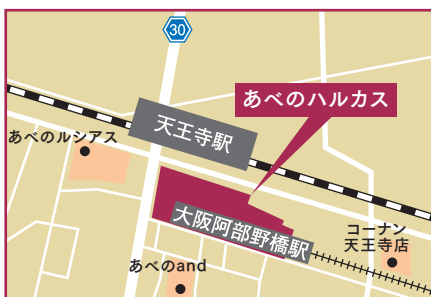 30
あべのハルカス
天王寺駅
あべのルシアス
大阪阿部野橋駅
コーナン
天王寺店
あべのand